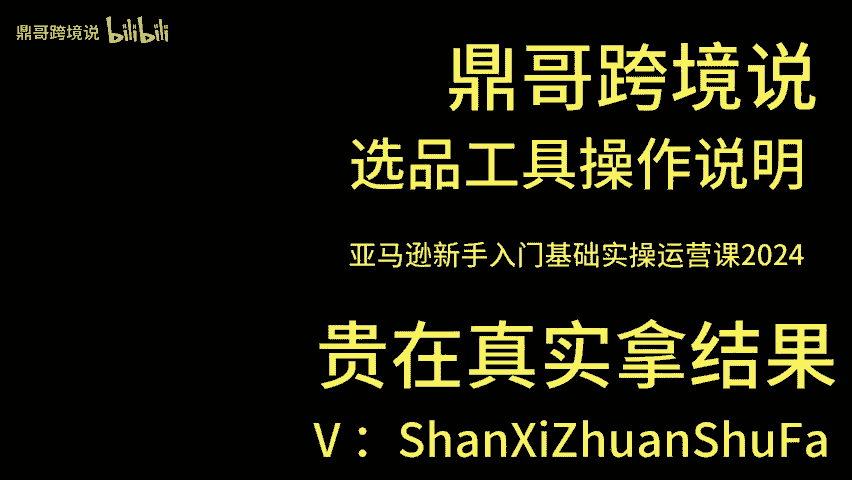 鼎哥跨境说 bilibili
鼎哥跨境说
选品工具操作说明
亚马逊新手入门基础实操运营课2024
贵在真实拿结果
V：ShanXiZhuanShuFa